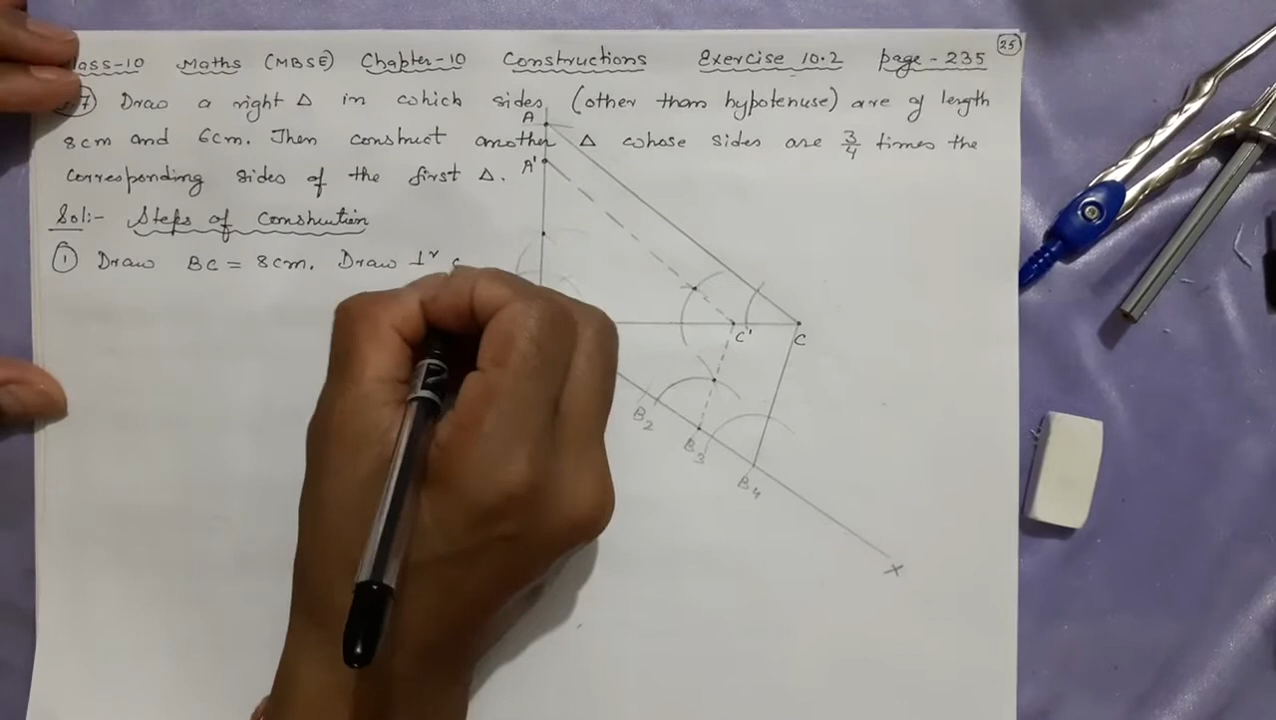 25
lass-10 Maths (MBSE) Chapter-10 Constructions Exercise 10.2 page - 235
7) Draw a right Δ in which sides (other than hypotenuse) are of length
8cm and 6cm. Then construct another Δ whose sides are 3/4 times the
corresponding sides of the first Δ.
Sol:- Steps of Construction
① Draw BC = 8cm. Draw ⊥r
A
A'
C'
C
B2
B3
B4
X